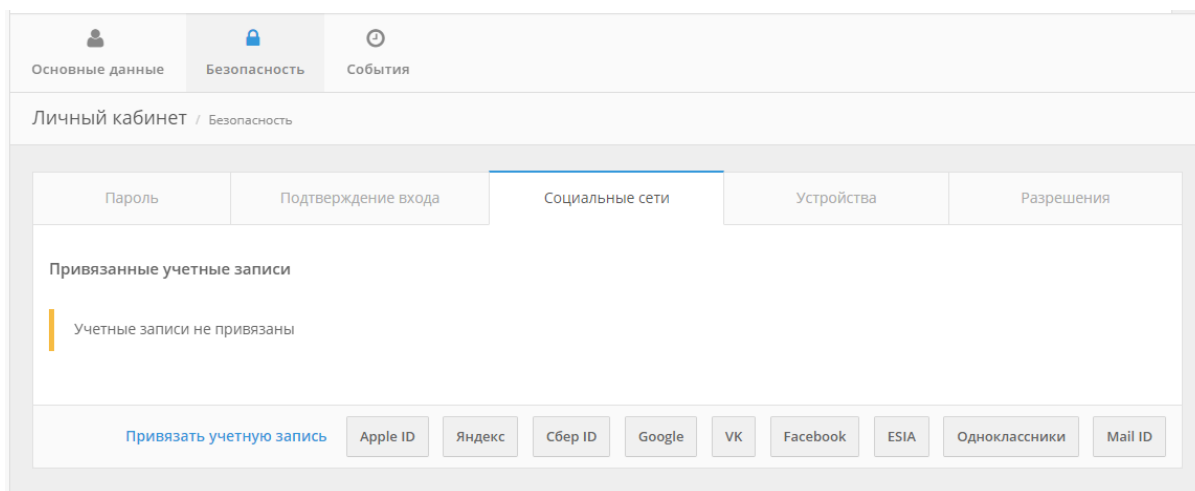 Основные данные Безопасность События
Личный кабинет / Безопасность
Пароль Подтверждение входа Социальные сети Устройства Разрешения
Привязанные учетные записи
Учетные записи не привязаны
Привязать учетную запись Apple ID Яндекс Сбер ID Google VK Facebook ESIA Одноклассники Mail ID